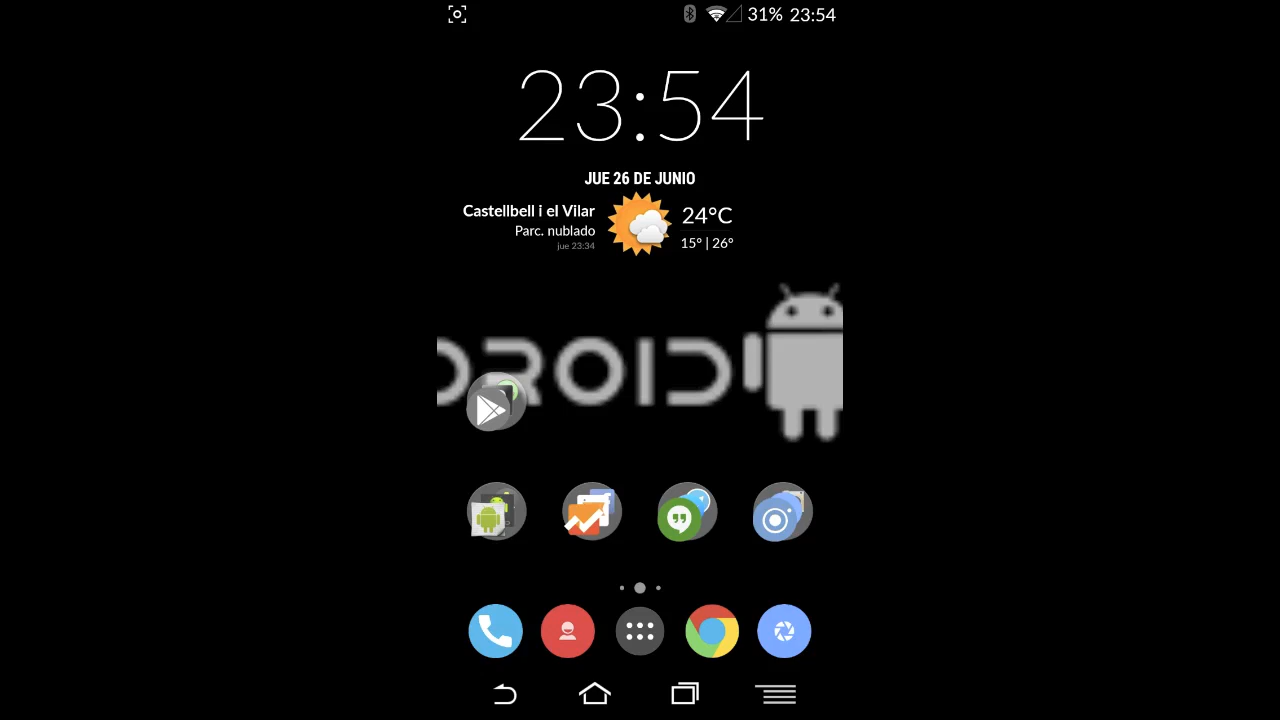 31% 23:54
23:54
JUE 26 DE JUNIO
Castellbell i el Vilar
Parc. nublado
jue 23:34
24°C
15° | 26°
DROID